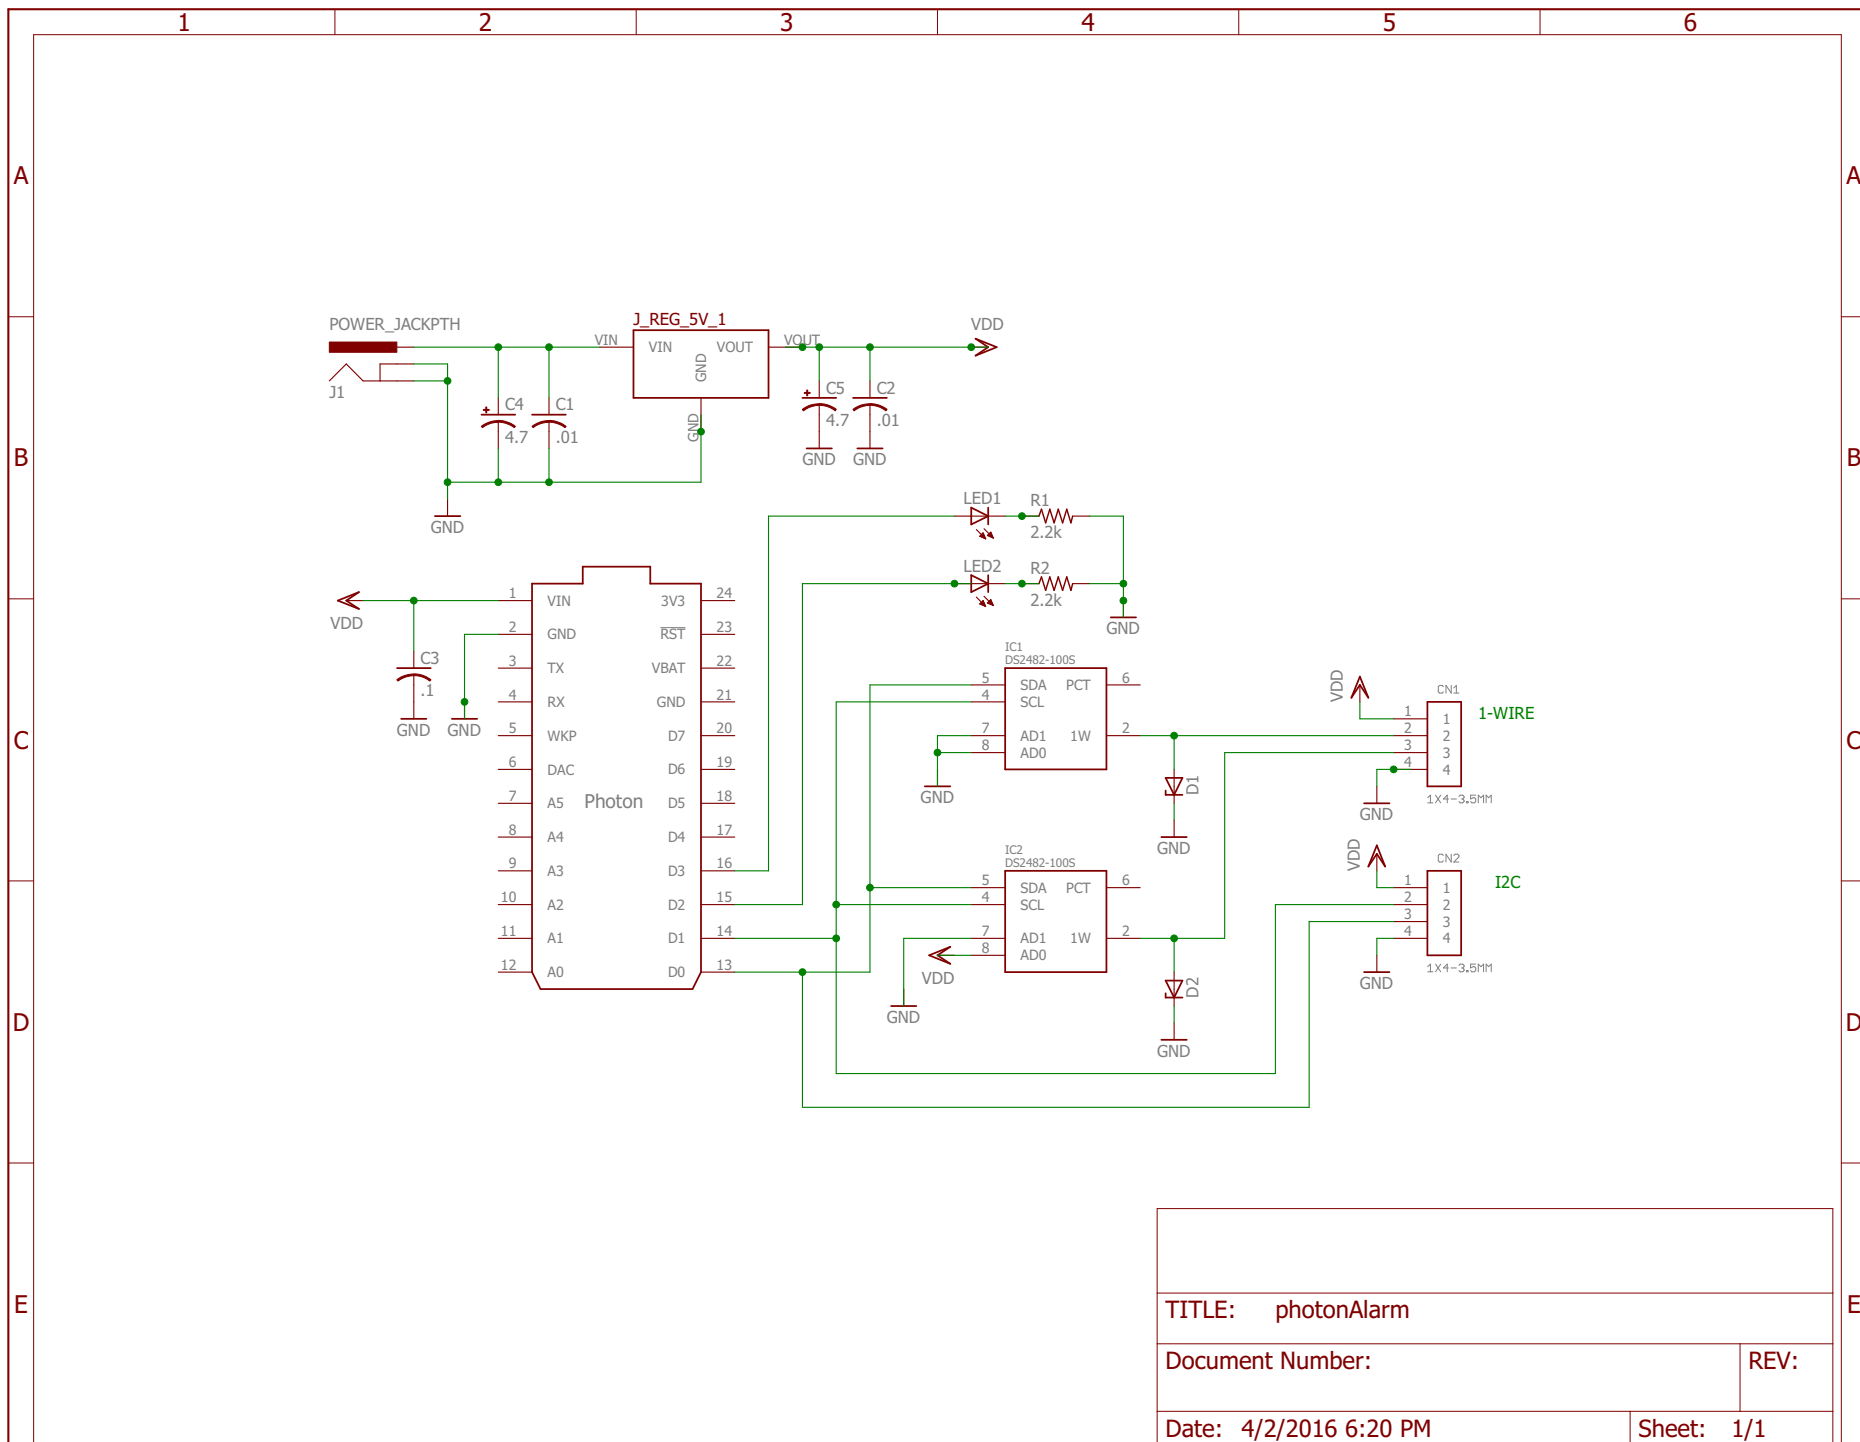 1 2 3 4 5 6
A A
B B
C C
D D
E E
POWER_JACKPTH
J1
J_REG_5V_1
VIN VIN VOUT VOUT
GND
GND
VDD
C4
4.7
C1
.01
C5
4.7
C2
.01
GND GND
GND
LED1 R1
2.2k
LED2 R2
2.2k
GND
VDD
C3
.1
GND GND
Photon
1 VIN 3V3 24
2 GND RST 23
3 TX VBAT 22
4 RX GND 21
5 WKP D7 20
6 DAC D6 19
7 A5 D5 18
8 A4 D4 17
9 A3 D3 16
10 A2 D2 15
11 A1 D1 14
12 A0 D0 13
IC1
DS2482-100S
5 SDA PCT 6
4 SCL
7 AD1 1W 2
8 AD0
GND
D1
GND
IC2
DS2482-100S
5 SDA PCT 6
4 SCL
7 AD1 1W 2
8 AD0
VDD
GND
D2
GND
VDD
CN1
1-WIRE
1 1
2 2
3 3
4 4
1X4-3.5MM
GND
VDD
CN2
I2C
1 1
2 2
3 3
4 4
1X4-3.5MM
GND
TITLE: photonAlarm
Document Number: REV:
Date: 4/2/2016 6:20 PM Sheet: 1/1